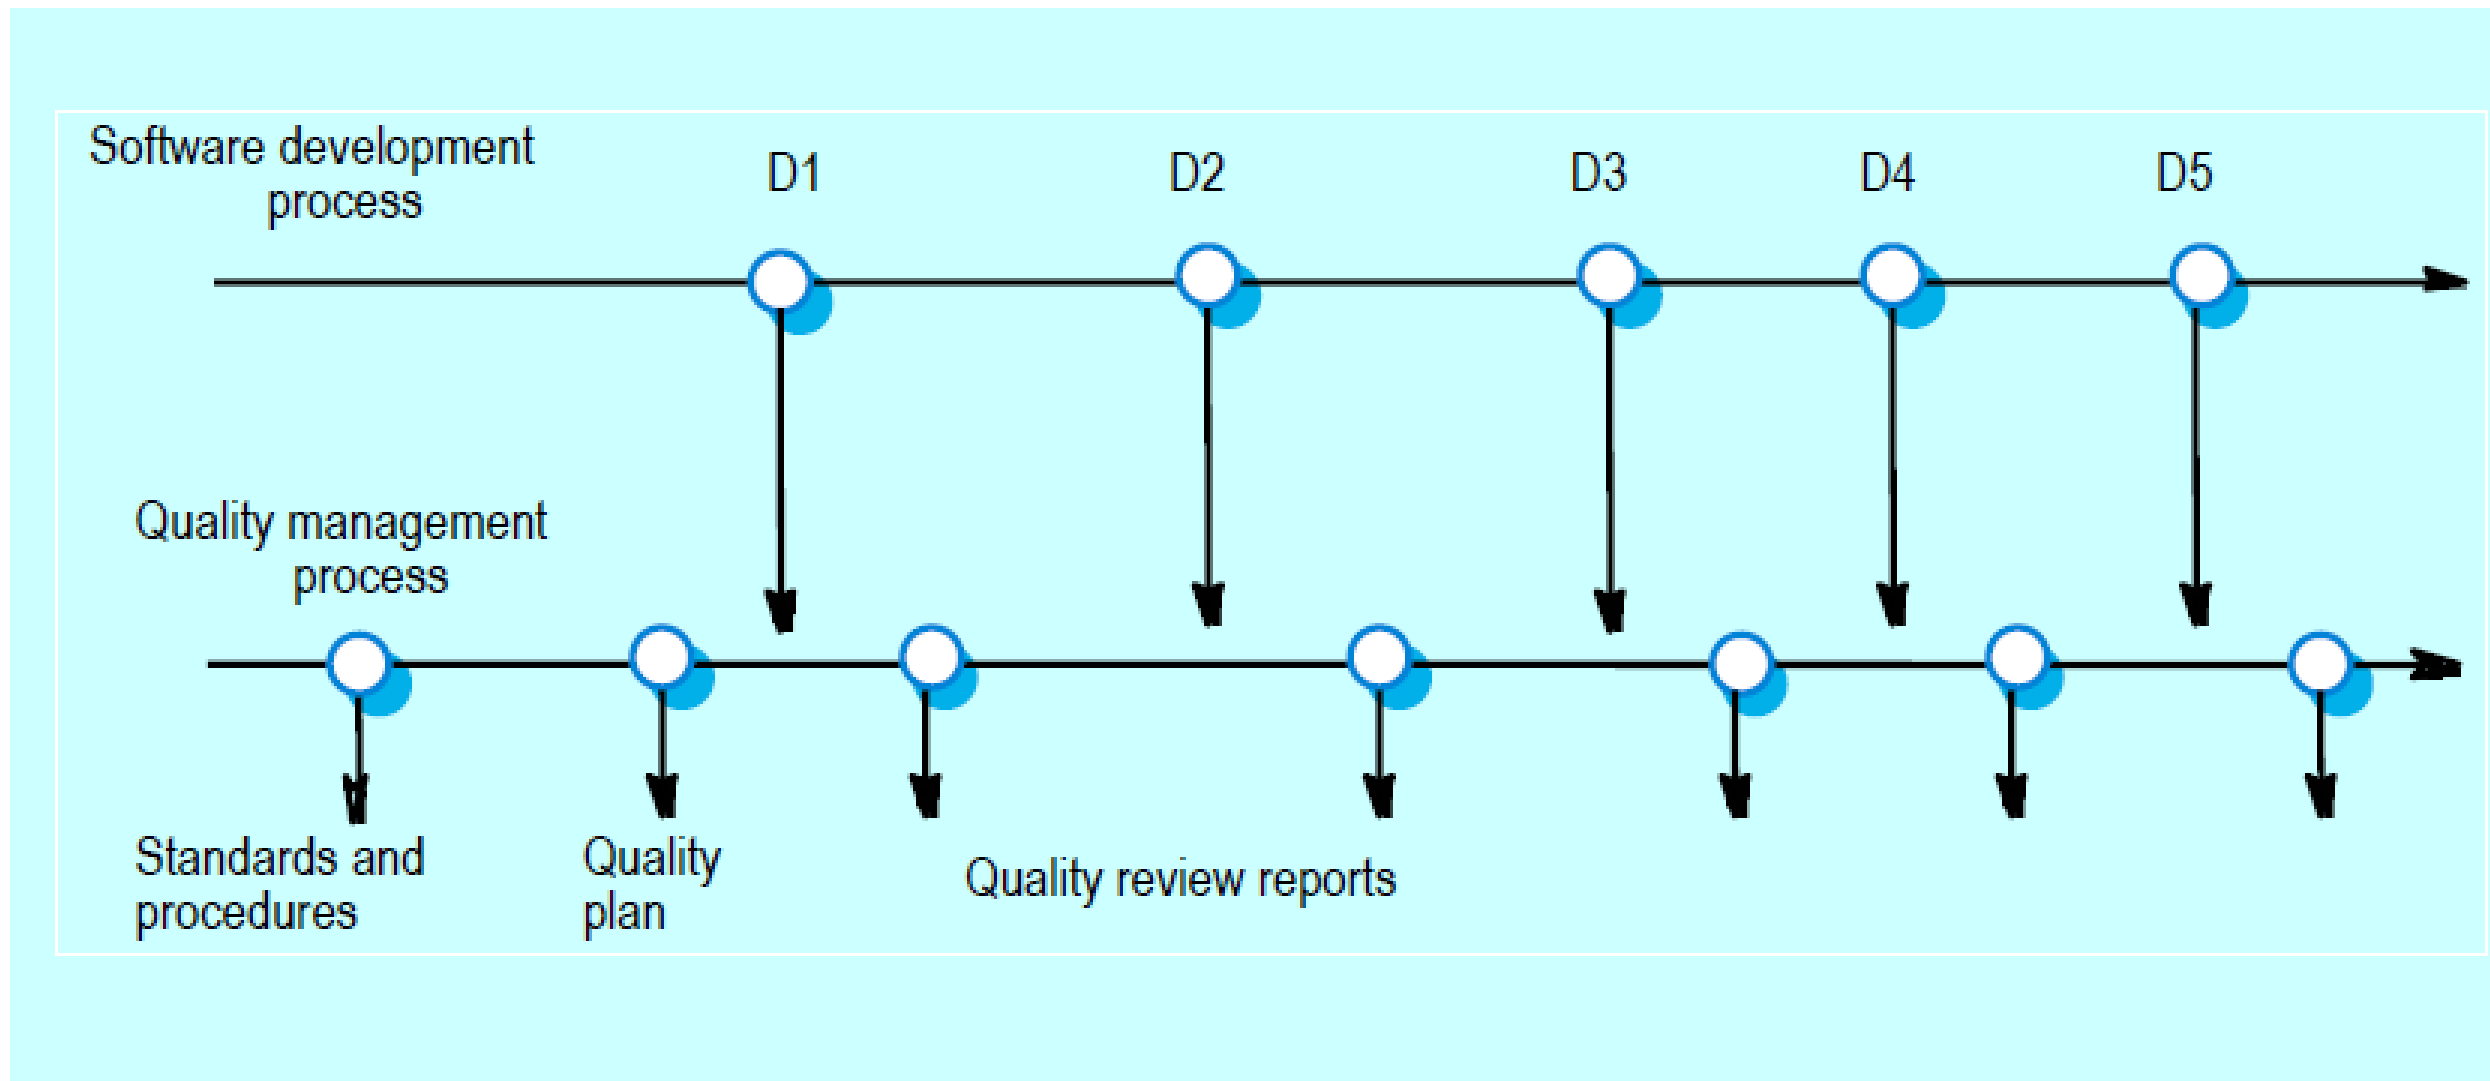 Software development
process
D1
D2
D3
D4
D5
Quality management
process
Standards and
procedures
Quality
plan
Quality review reports